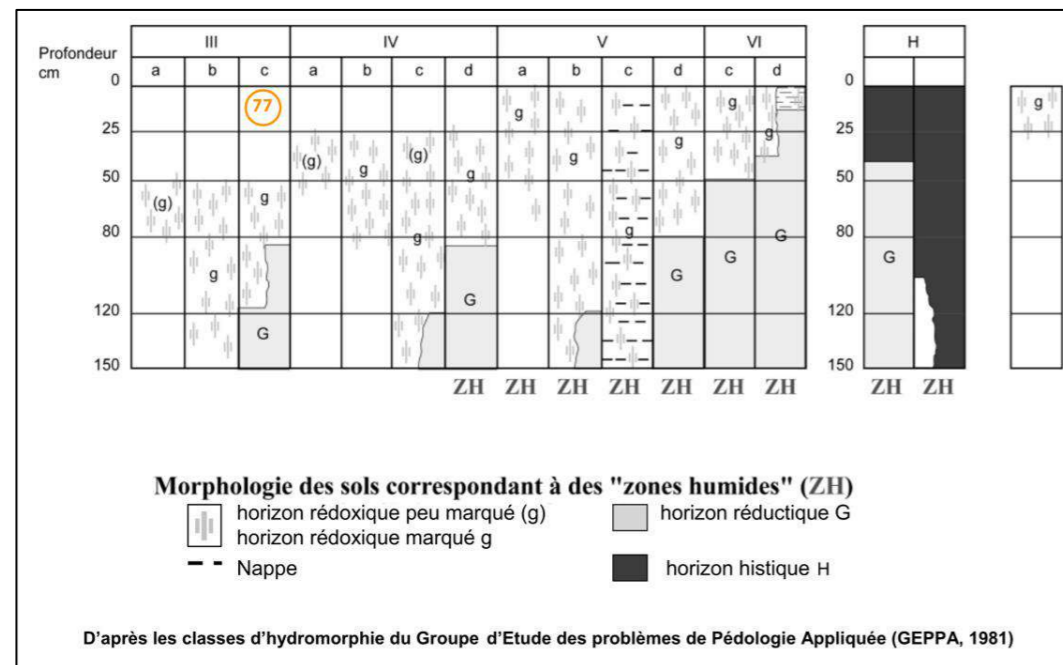 Profondeur
cm
III IV V VI H
a b c a b c d a b c d c d
0 0
77
g g g g
25 25
(g) g (g) g g g g
50 50
(g) g
80 80
g g g
G G G G G
120 120
G
150 150
ZH ZH ZH ZH ZH ZH ZH ZH ZH
Morphologie des sols correspondant à des "zones humides" (ZH)
horizon rédoxique peu marqué (g)
horizon rédoxique marqué g
Nappe
horizon réductique G
horizon histique H
D'après les classes d'hydromorphie du Groupe d'Etude des problèmes de Pédologie Appliquée (GEPPA, 1981)